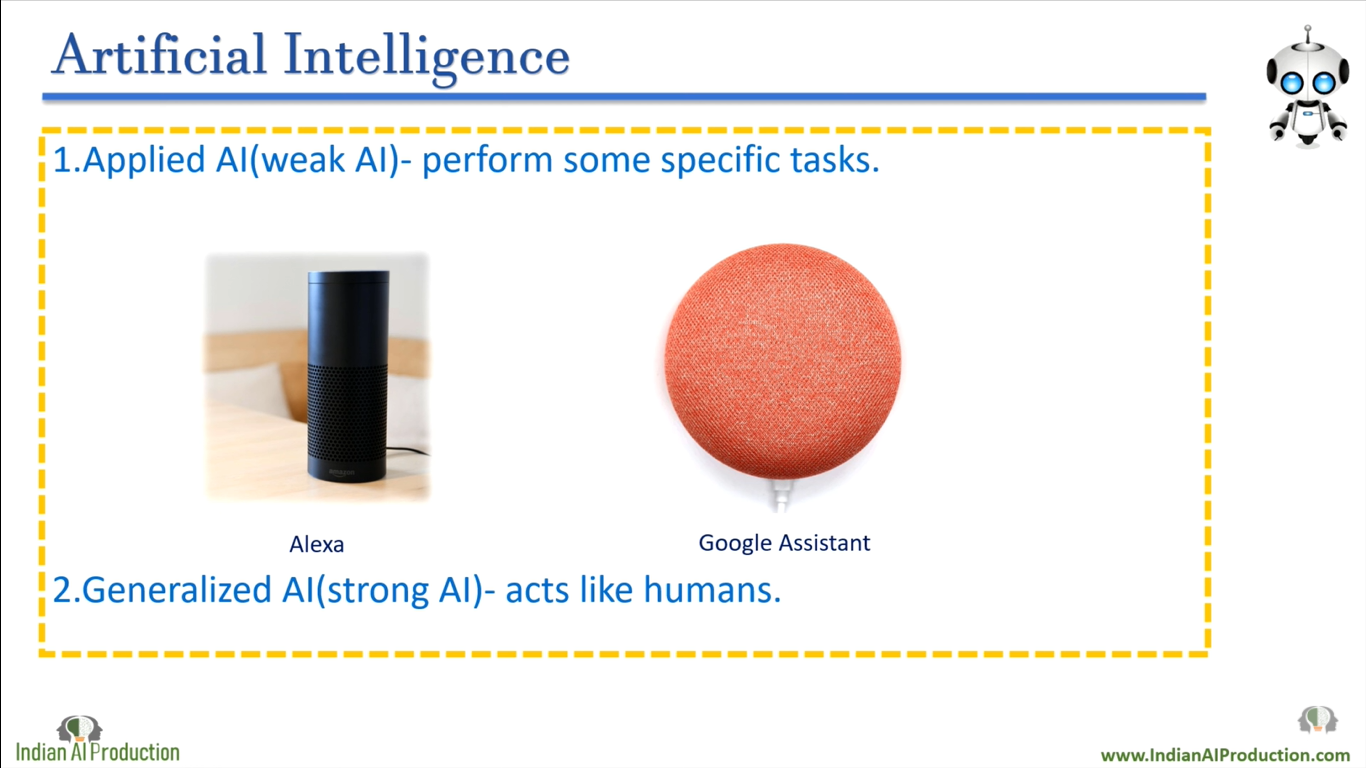 Artificial Intelligence
1.Applied AI(weak AI)- perform some specific tasks.
amazon
Alexa
Google Assistant
2.Generalized AI(strong AI)- acts like humans.
Indian AI Production
www.IndianAIProduction.com